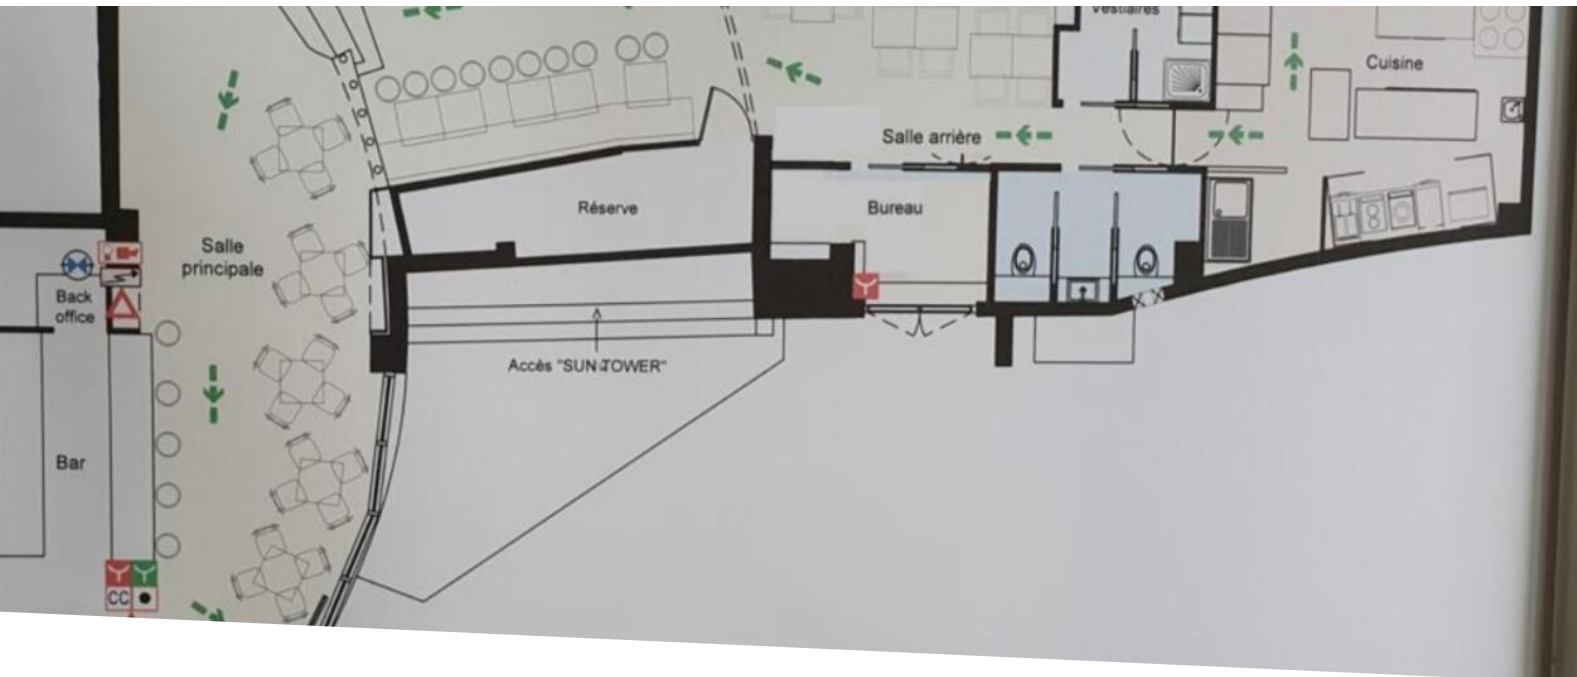 Vestiaires
Cuisine
Salle arrière
Réserve
Bureau
Salle
principale
Back
office
Accès "SUN TOWER"
Bar
CC